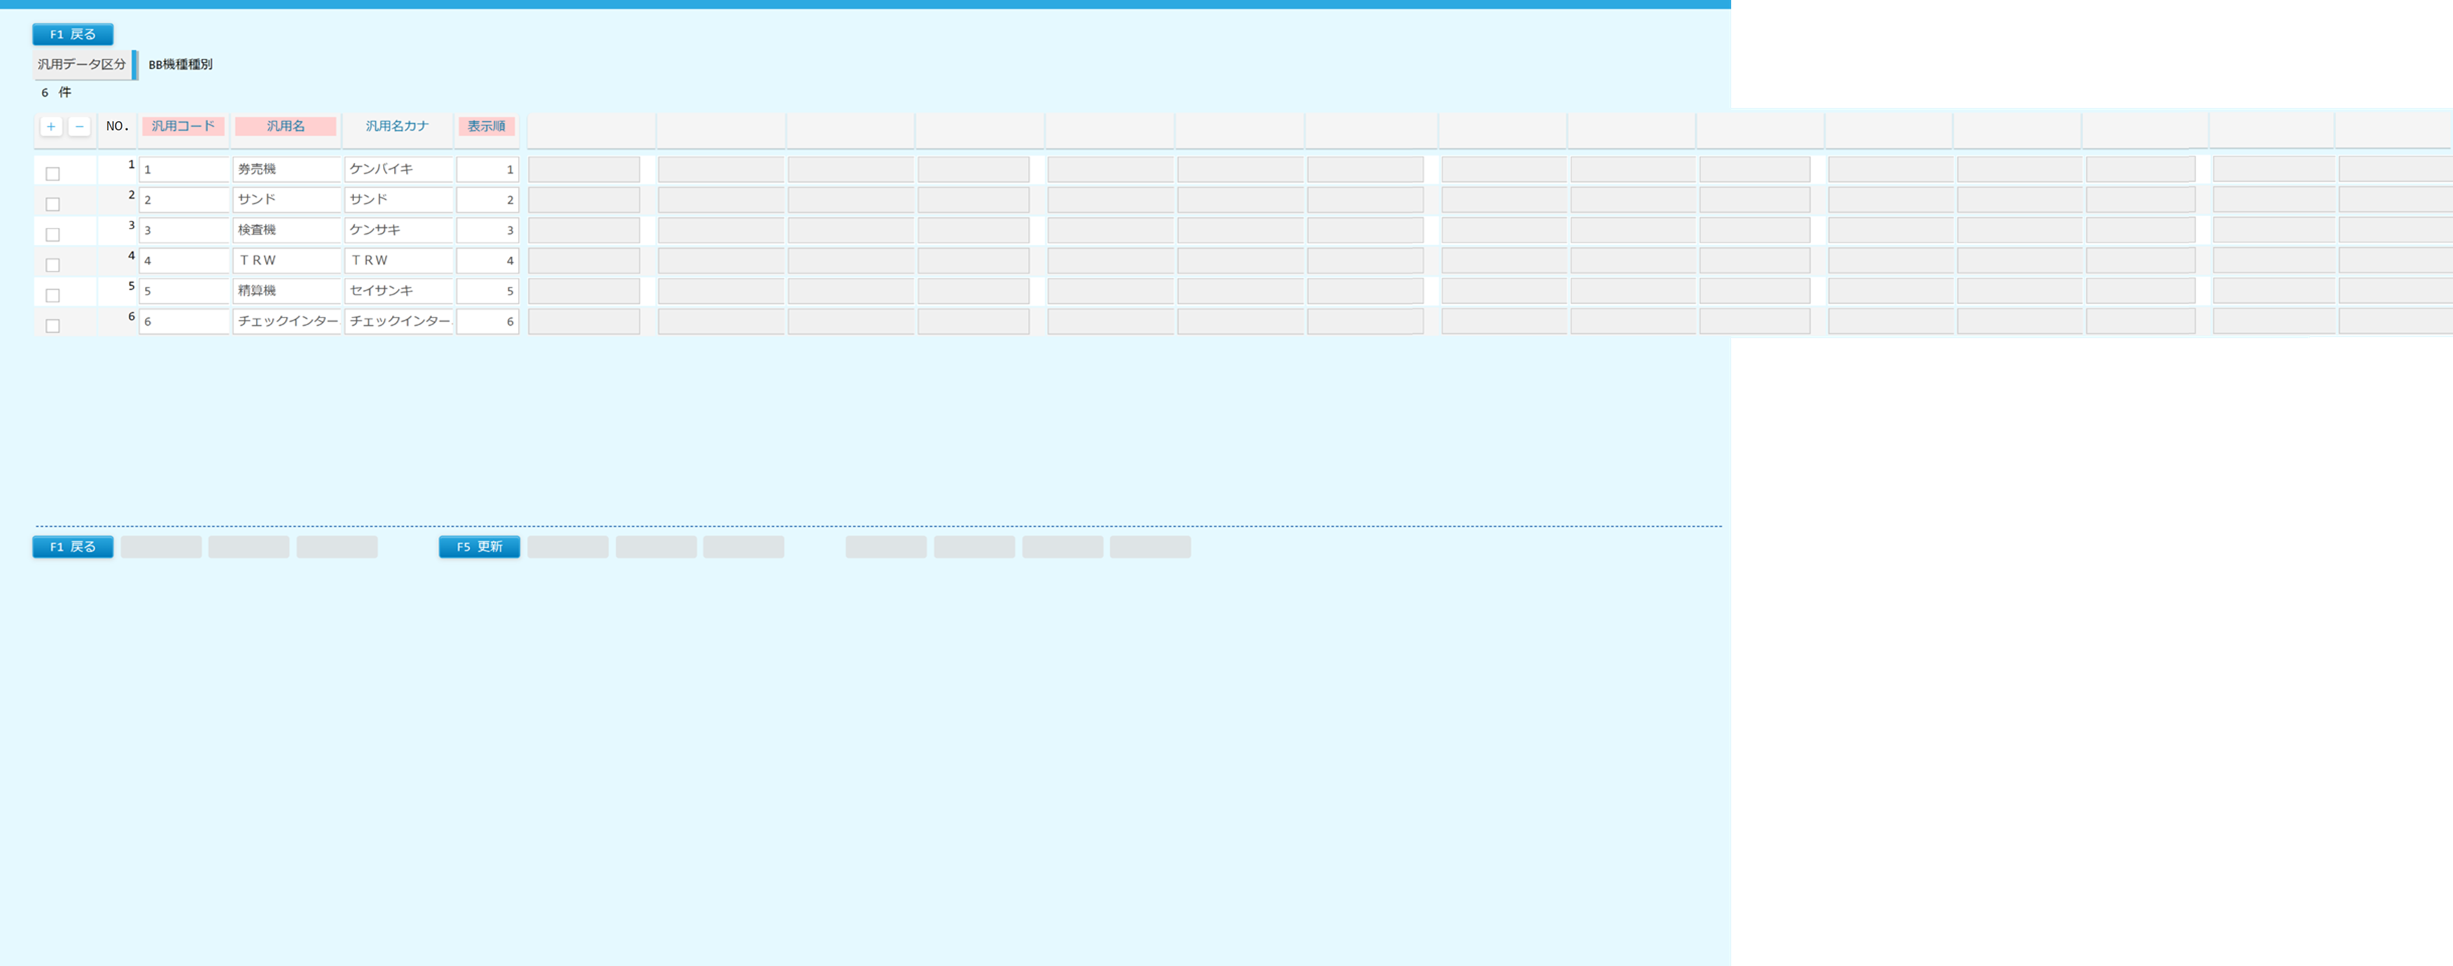 F1 戻る
汎用データ区分 BB機種種別
6 件
+ − NO. 汎用コード 汎用名 汎用名カナ 表示順
1 1 券売機 ケンバイキ 1
2 2 サンド サンド 2
3 3 検査機 ケンサキ 3
4 4 ＴＲＷ ＴＲＷ 4
5 5 精算機 セイサンキ 5
6 6 チェックインター チェックインター 6
F1 戻る F5 更新